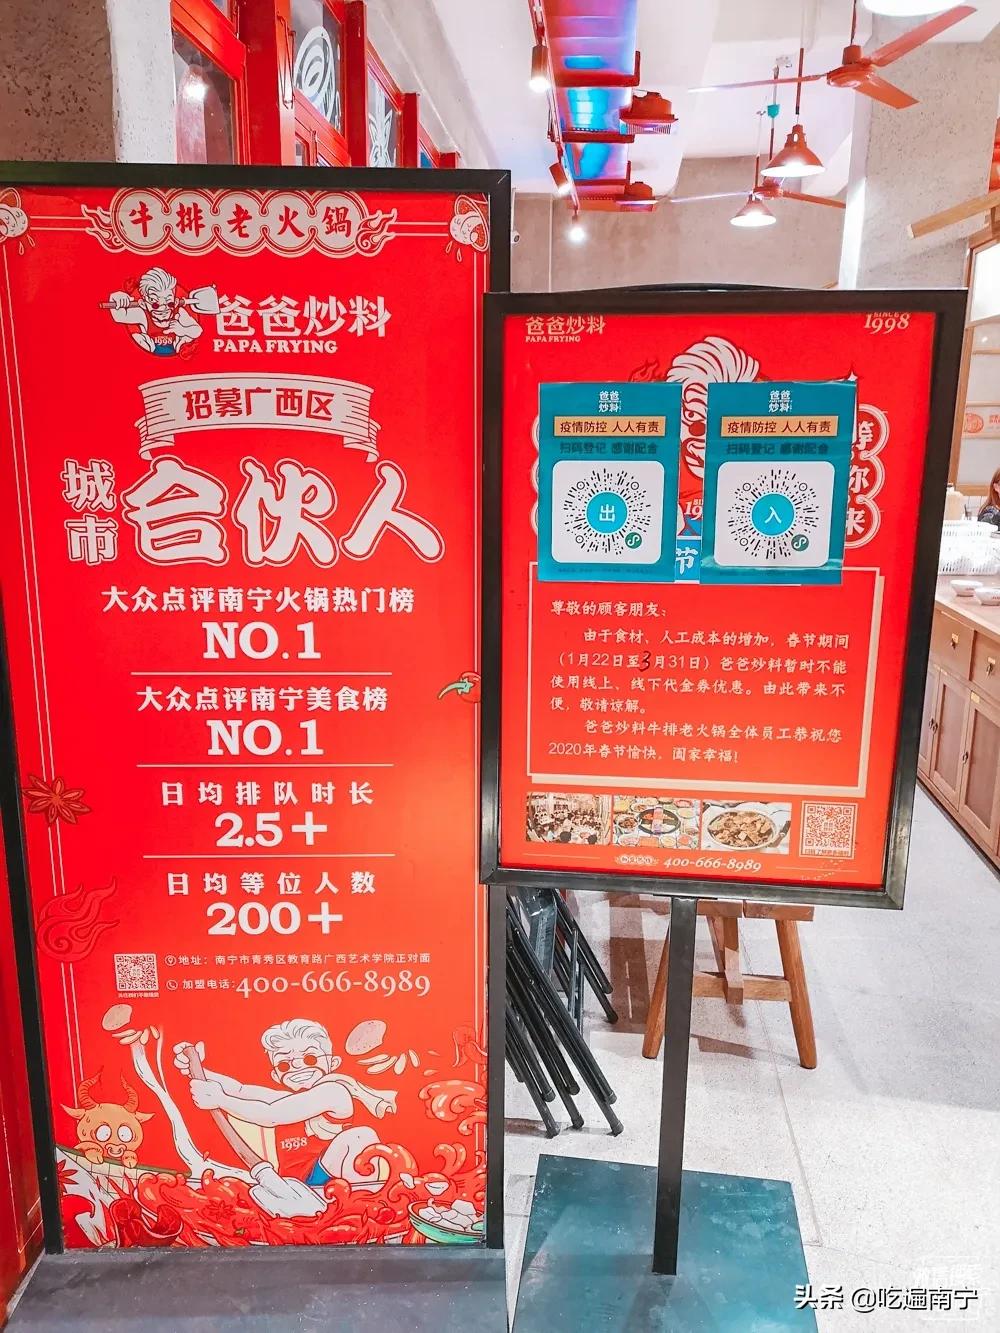 牛排老火鍋
爸爸炒料
PAPA FRYING
1998
招募广西区
城市
合伙人
大众点评南宁火锅热门榜
NO.1
大众点评南宁美食榜
NO.1
日均排队时长
2.5+
日均等位人数
200+
地址：南宁市青秀区教育路广西艺术学院正对面
加盟电话：400-666-8989
SINCE
1998
爸爸炒料
PAPA FRYING
SINCE
1998
爸爸
炒料
疫情防控 人人有责
扫码登记 感谢配合
出
爸爸
炒料
疫情防控 人人有责
扫码登记 感谢配合
入
等
你
来
节
尊敬的顾客朋友、
由于食材、人工成本的增加，春节期间
（1月22日至3月31日）爸爸炒料暂时不能
使用线上、线下代金券优惠。由此带来不
便，敬请谅解。
爸爸炒料牛排老火锅全体员工恭祝您
2020年春节愉快，阖家幸福！
400-666-8989
头条 @吃遍南宁